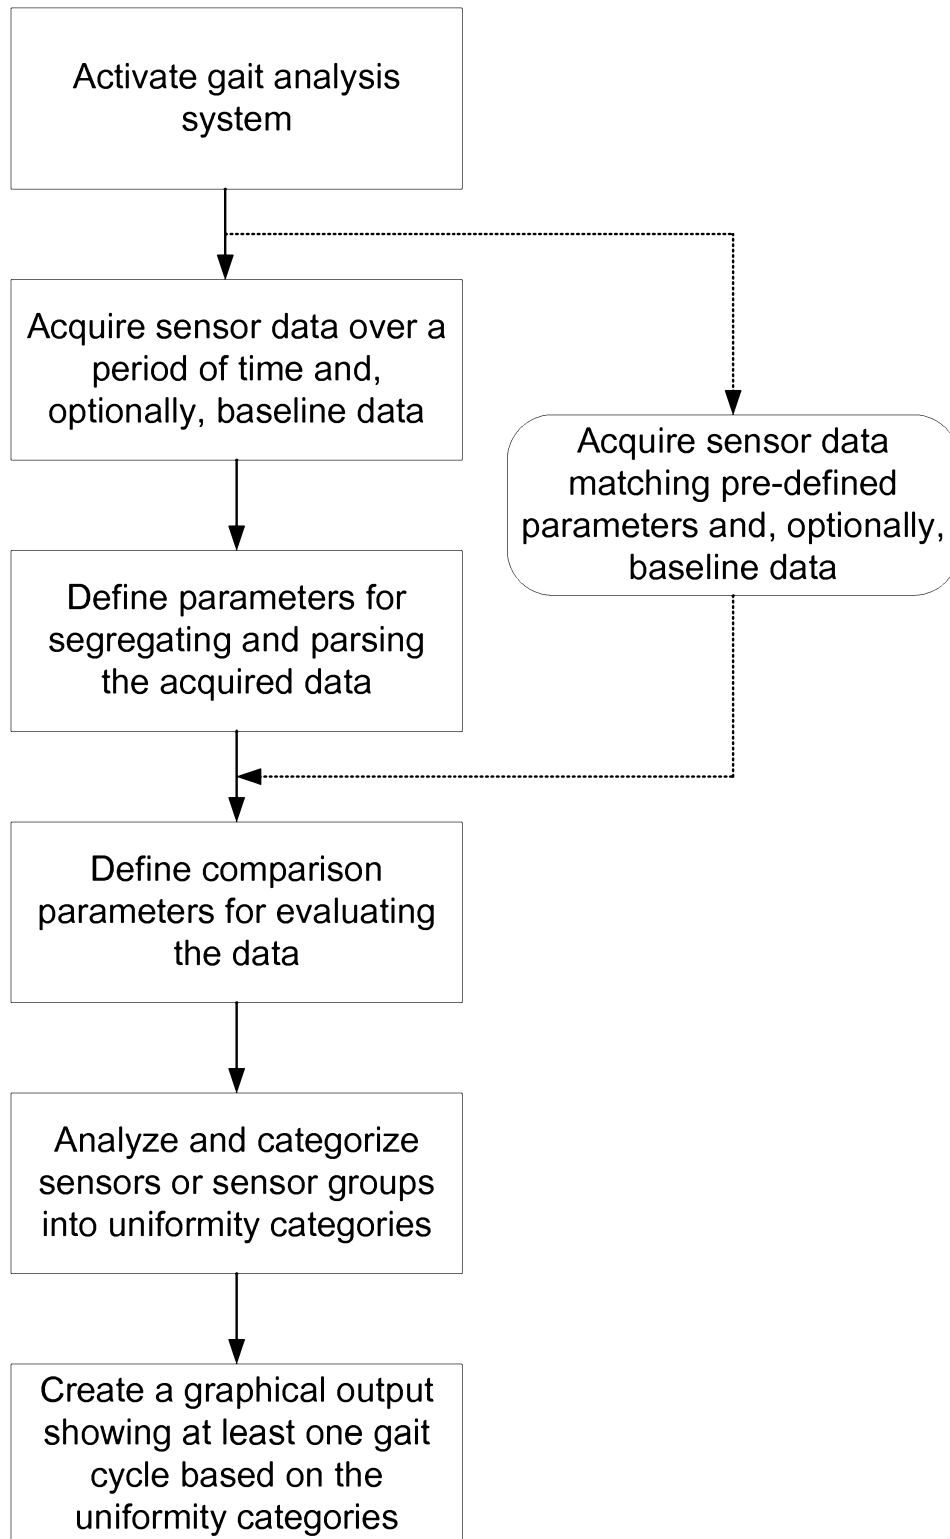 Activate gait analysis
system
Acquire sensor data over a
period of time and,
optionally, baseline data
Acquire sensor data
matching pre-defined
parameters and, optionally,
baseline data
Define parameters for
segregating and parsing
the acquired data
Define comparison
parameters for evaluating
the data
Analyze and categorize
sensors or sensor groups
into uniformity categories
Create a graphical output
showing at least one gait
cycle based on the
uniformity categories